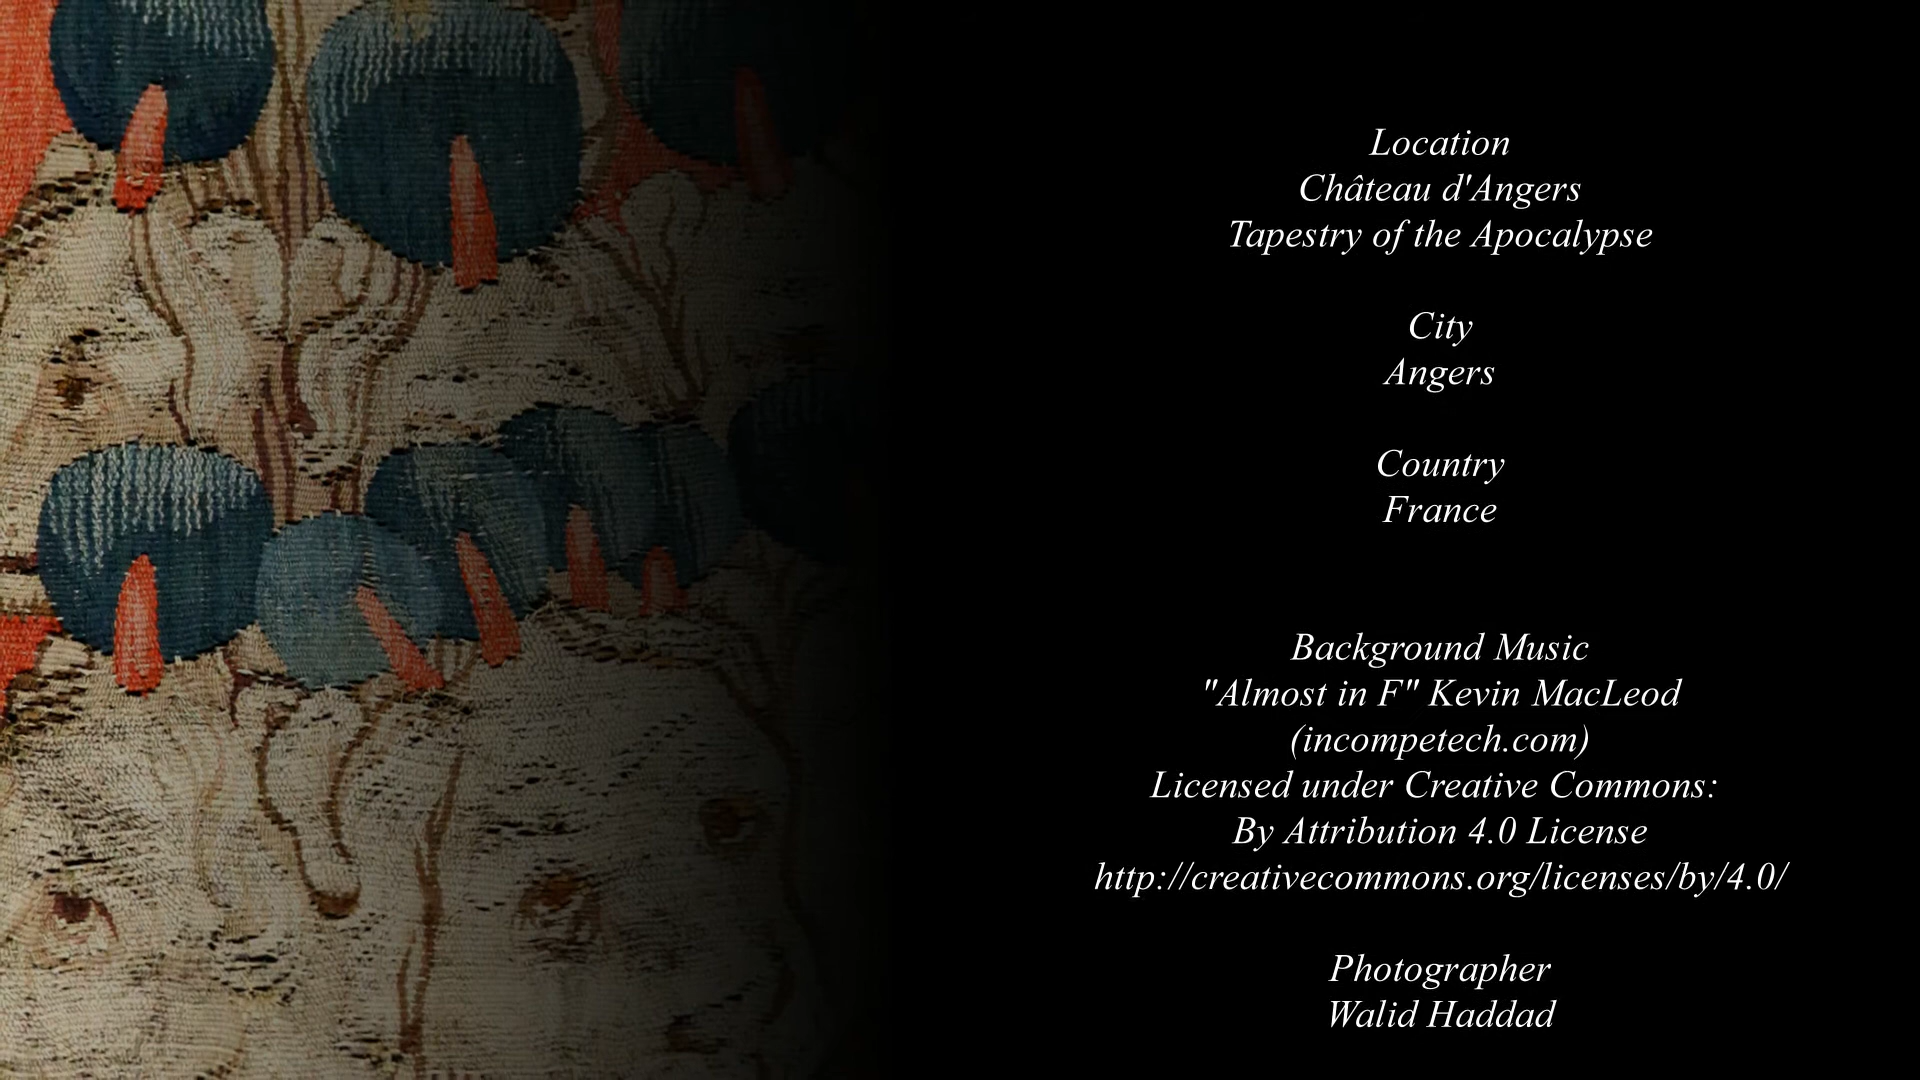 Location
Château d'Angers
Tapestry of the Apocalypse
City
Angers
Country
France
Background Music
"Almost in F" Kevin MacLeod
(incompetech.com)
Licensed under Creative Commons:
By Attribution 4.0 License
http://creativecommons.org/licenses/by/4.0/
Photographer
Walid Haddad